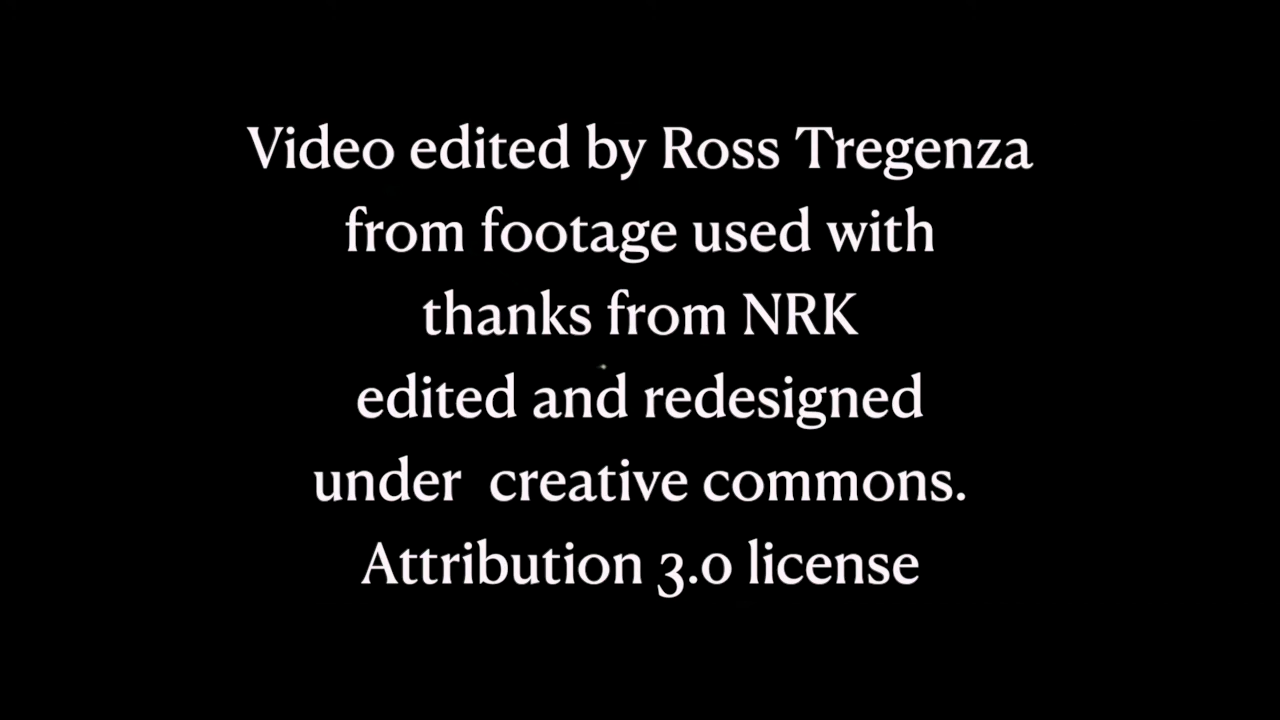 Video edited by Ross Tregenza
from footage used with
thanks from NRK
edited and redesigned
under  creative commons.
Attribution 3.0 license